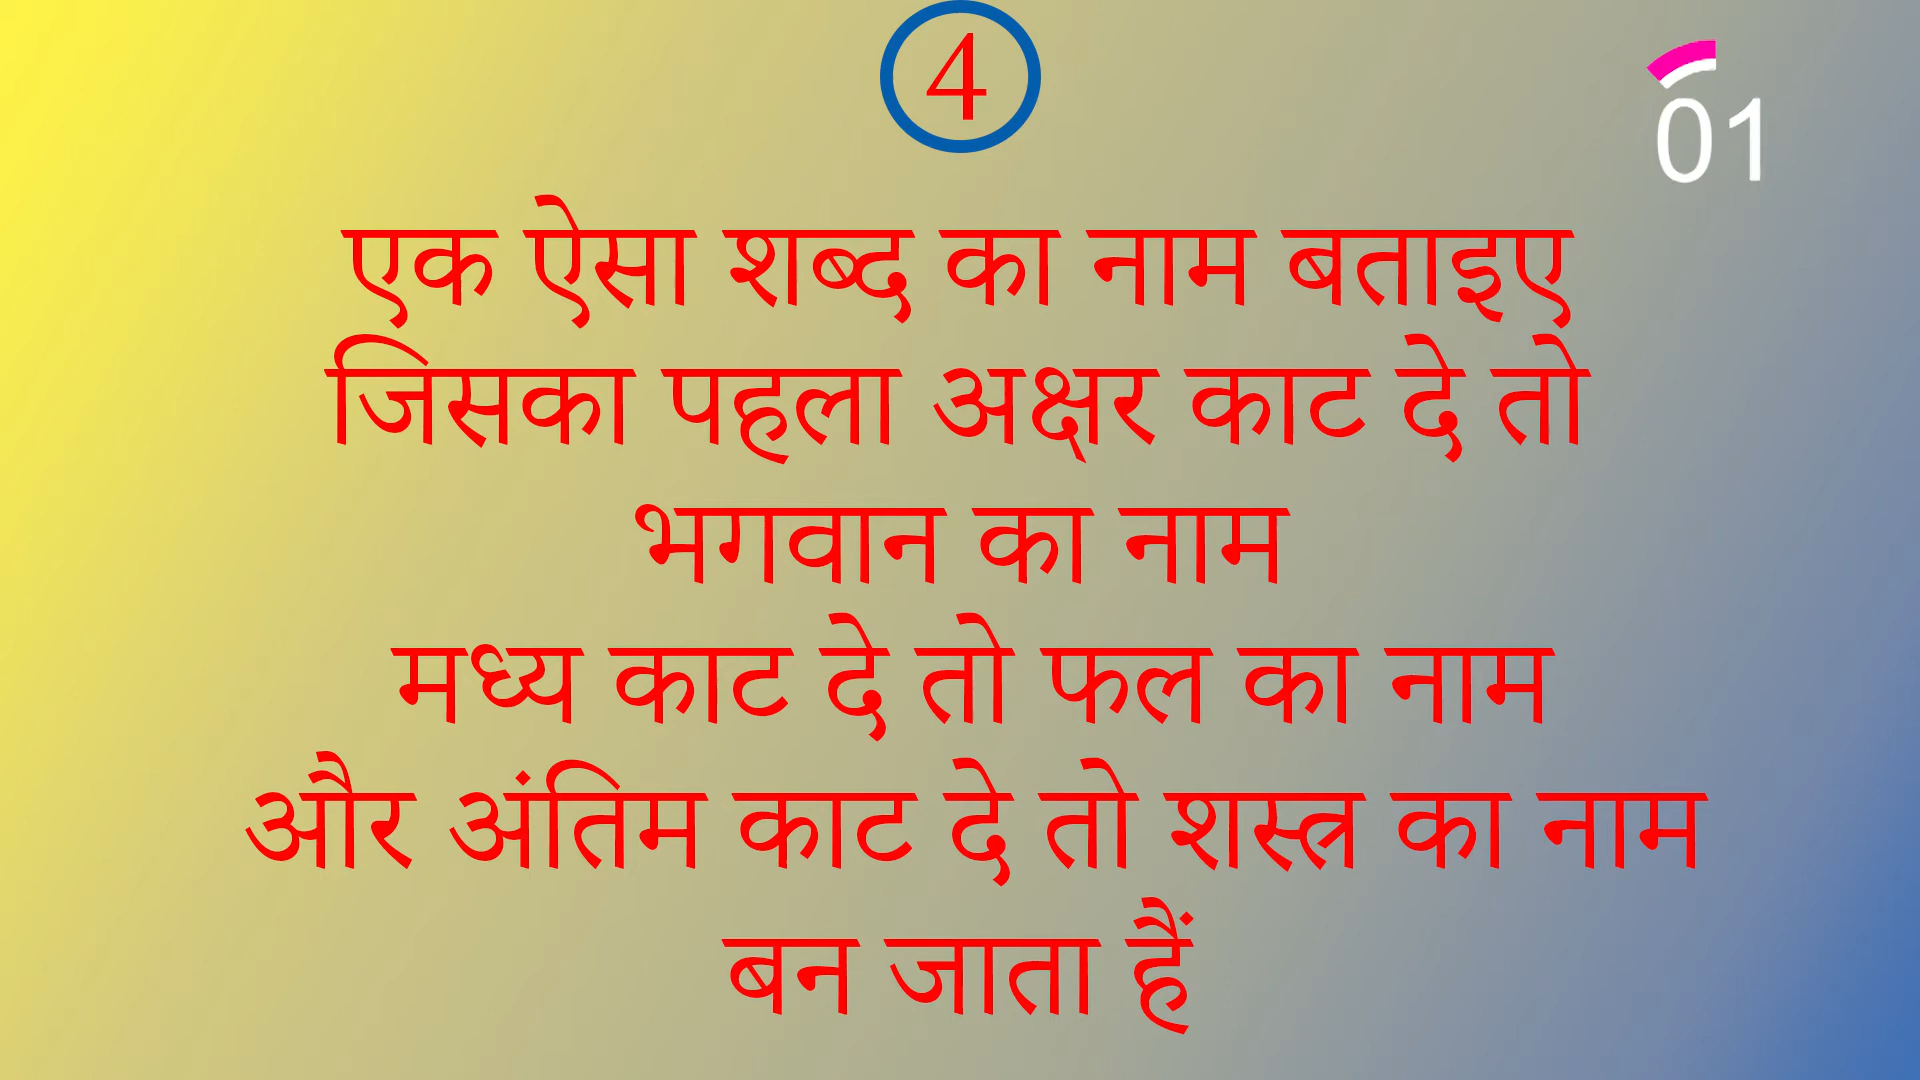 4
01
एक ऐसा शब्द का नाम बताइए
जिसका पहला अक्षर काट दे तो
भगवान का नाम
मध्य काट दे तो फल का नाम
और अंतिम काट दे तो शस्त्र का नाम
बन जाता हैं